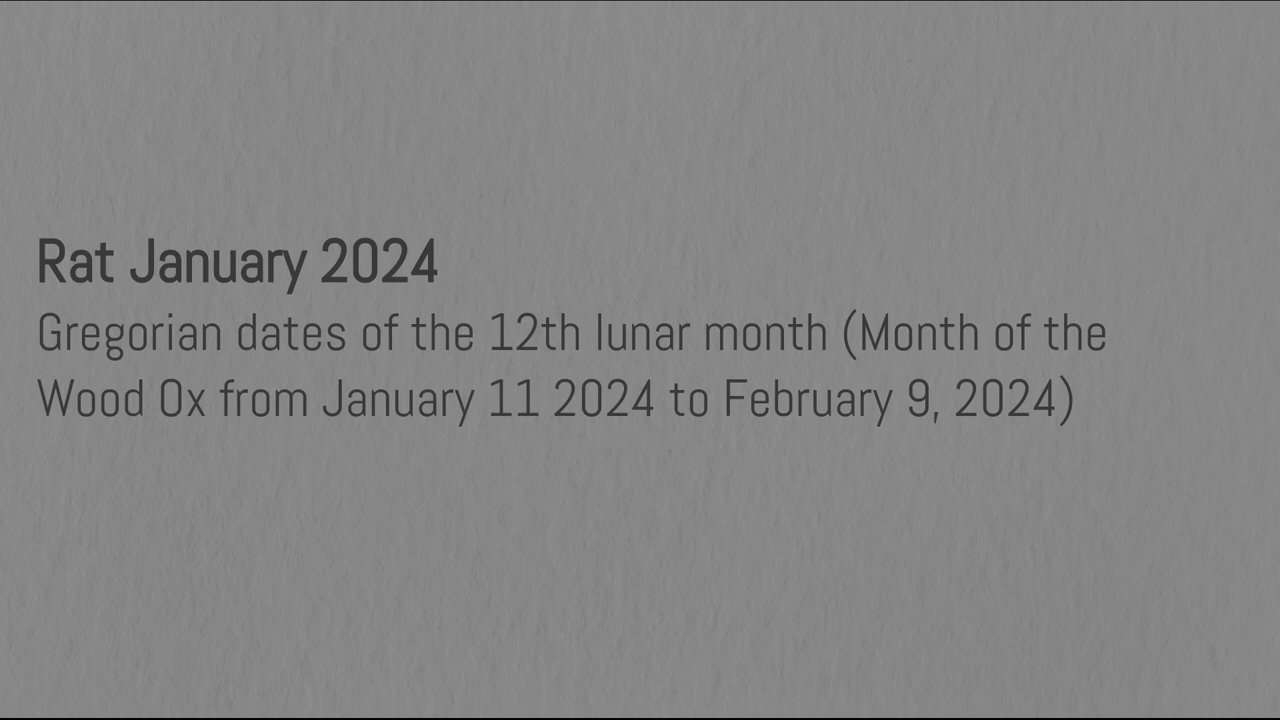 Rat January 2024
Gregorian dates of the 12th lunar month (Month of the
Wood Ox from January 11 2024 to February 9, 2024)